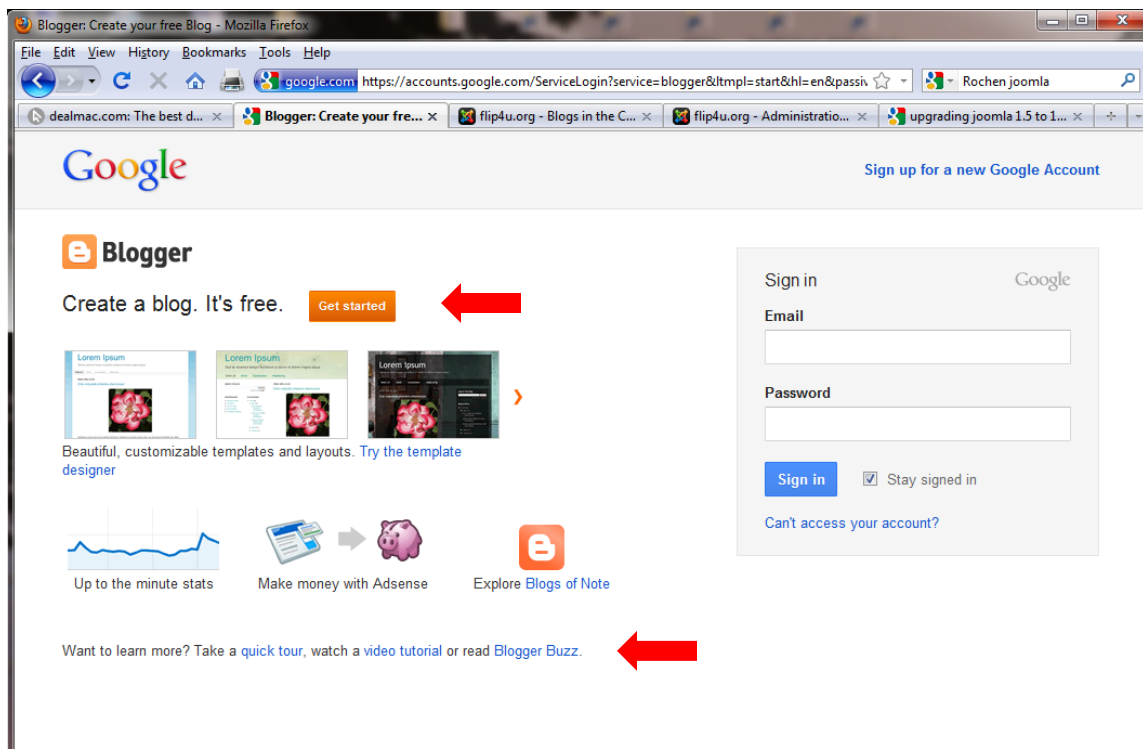 Blogger: Create your free Blog - Mozilla Firefox
File Edit View History Bookmarks Tools Help
google.com https://accounts.google.com/ServiceLogin?service=blogger&ltmpl=start&hl=en&passiv
Rochen joomla
dealmac.com: The best d...
Blogger: Create your fre...
flip4u.org - Blogs in the C...
flip4u.org - Administratio...
upgrading joomla 1.5 to 1...
Google
Sign up for a new Google Account
Blogger
Create a blog. It's free.
Get started
Lorem Ipsum
Lorem Ipsum
Lorem Ipsum
Beautiful, customizable templates and layouts. Try the template
designer
Up to the minute stats
Make money with Adsense
Explore Blogs of Note
Want to learn more? Take a quick tour, watch a video tutorial or read Blogger Buzz.
Sign in
Google
Email
Password
Sign in
Stay signed in
Can't access your account?